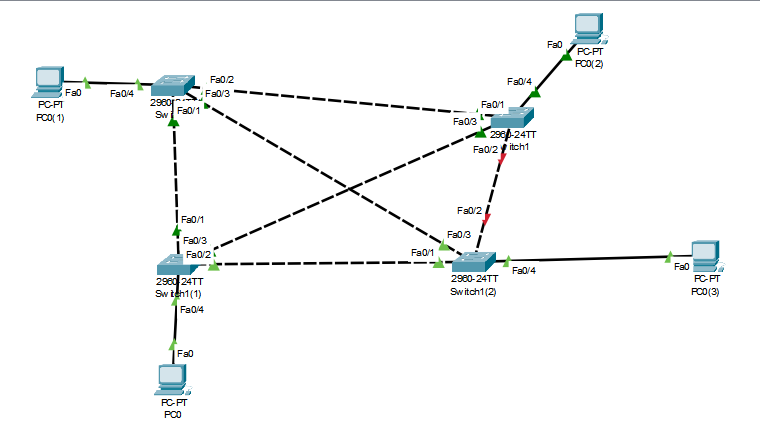 Fa0
PC-PT
PC0(2)
Fa0/4
Fa0/2
Fa0/3
Fa0
PC-PT
PC0(1)
Fa0/4
Fa0/1
Fa0/1
Fa0/3
Fa0/2
Fa0/1
Fa0/3
Fa0/2
2960-24TT
Switch1(1)
Fa0/2
Fa0/3
Fa0/1
2960-24TT
Switch1(2)
Fa0/4
Fa0
PC-PT
PC0(3)
Fa0/4
Fa0
PC-PT
PC0